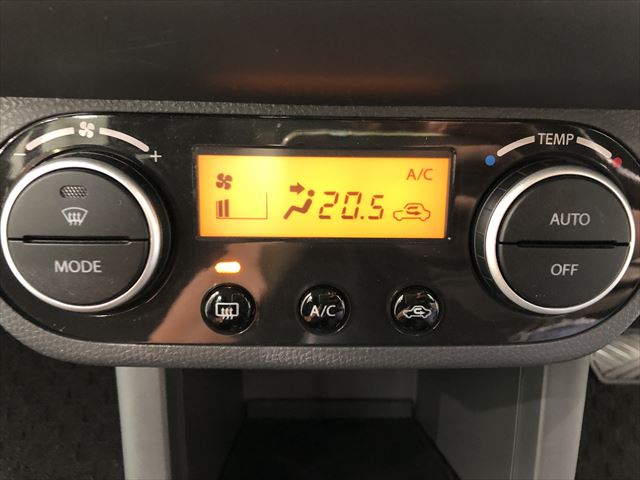 - +
TEMP
A/C
20.5
MODE
AUTO
OFF
A/C